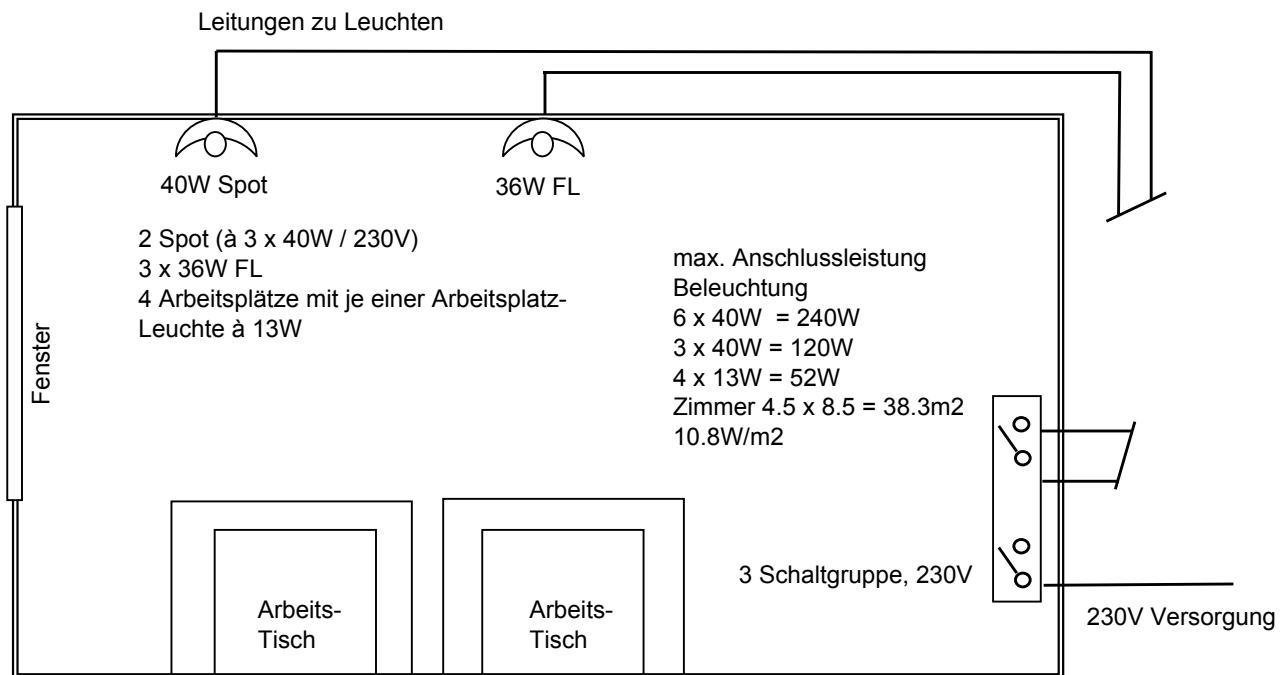 Leitungen zu Leuchten
40W Spot
36W FL
2 Spot (à 3 x 40W / 230V)
3 x 36W FL
4 Arbeitsplätze mit je einer Arbeitsplatz-
Leuchte à 13W
max. Anschlussleistung
Beleuchtung
6 x 40W  = 240W
3 x 40W = 120W
4 x 13W = 52W
Zimmer 4.5 x 8.5 = 38.3m2
10.8W/m2
Fenster
3 Schaltgruppe, 230V
230V Versorgung
Arbeits-
Tisch
Arbeits-
Tisch